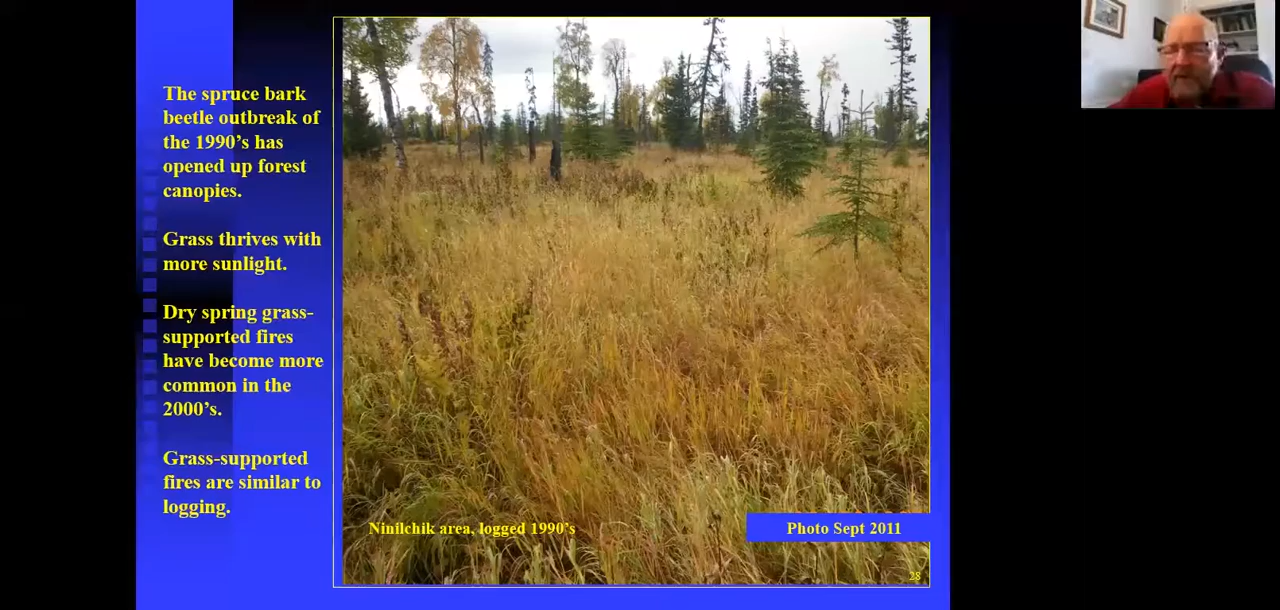 The spruce bark
beetle outbreak of
the 1990's has
opened up forest
canopies.
Grass thrives with
more sunlight.
Dry spring grass-
supported fires
have become more
common in the
2000's.
Grass-supported
fires are similar to
logging.
Ninilchik area, logged 1990's
Photo Sept 2011
28